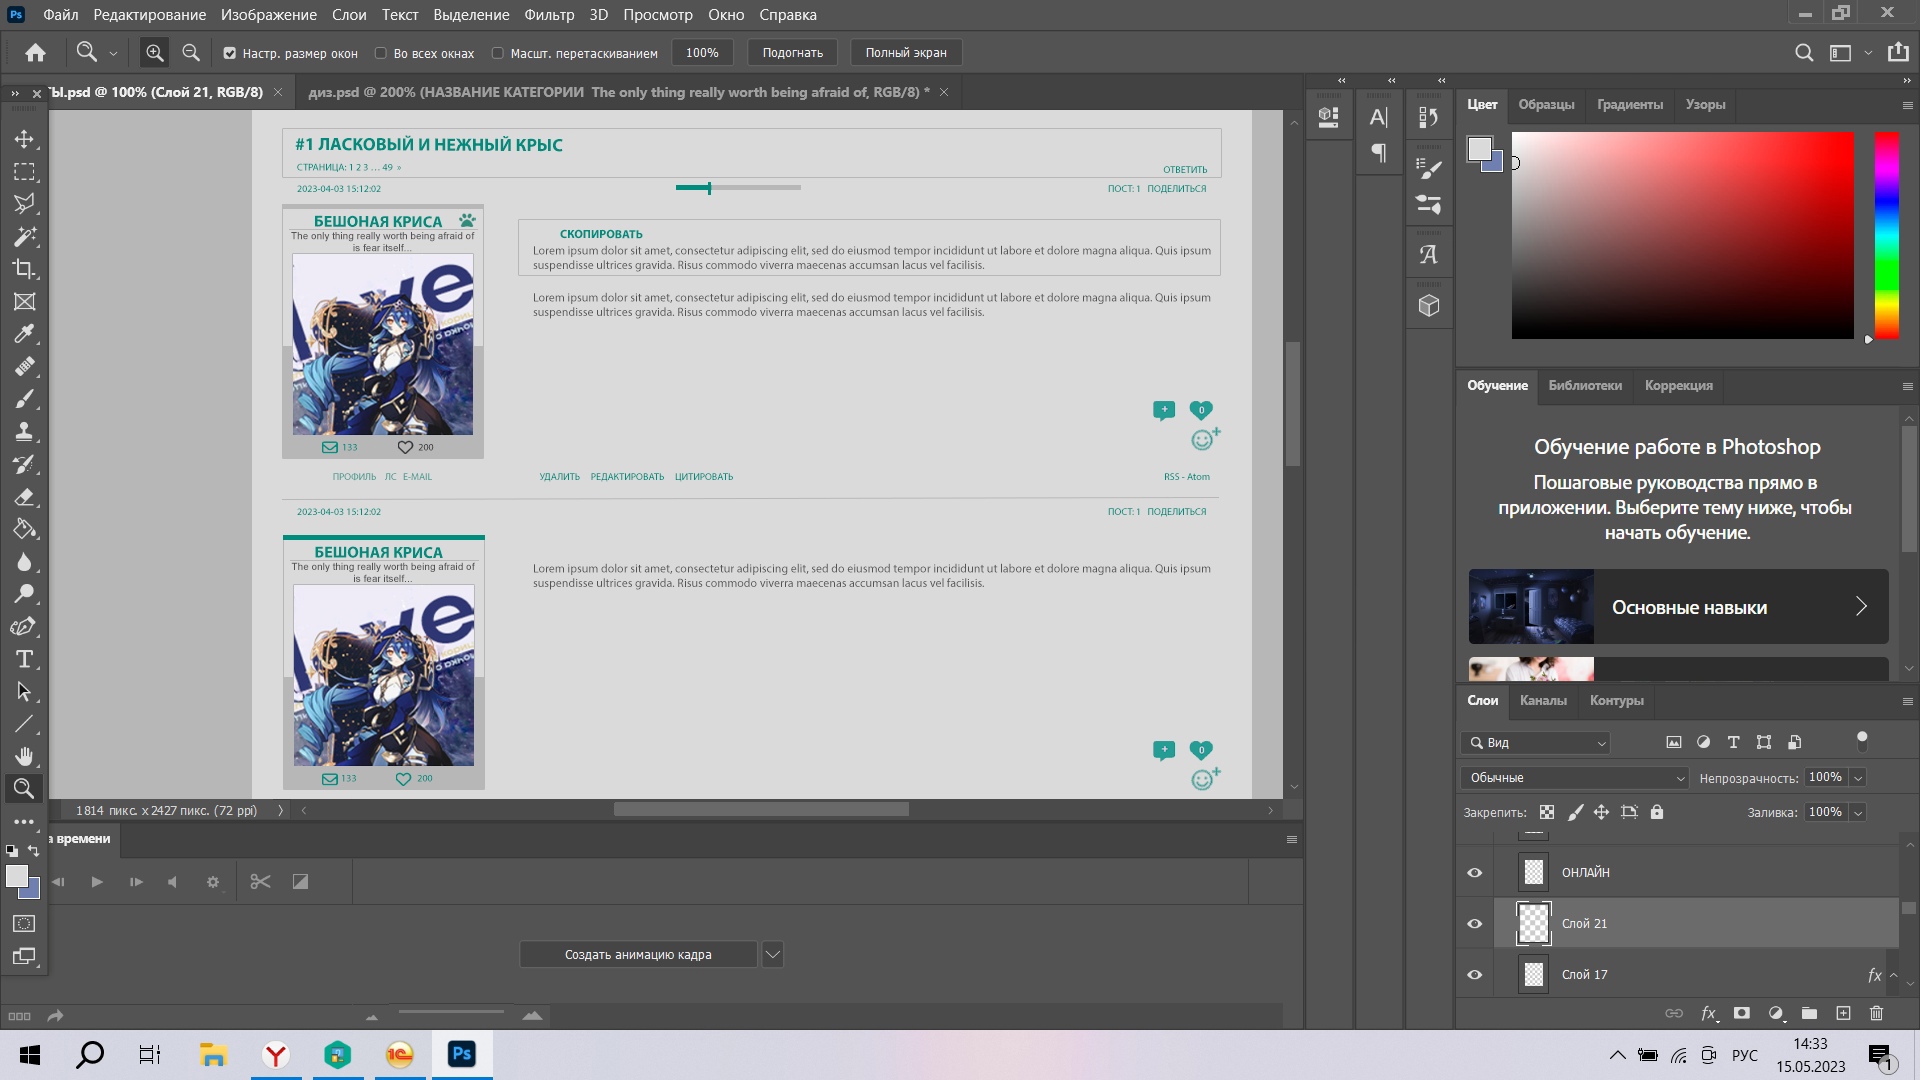 Ps Файл Редактирование Изображение Слои Текст Выделение Фильтр 3D Просмотр Окно Справка
Настр. размер окон Во всех окнах Масшт. перетаскиванием 100% Подогнать Полный экран
ТЫ.psd @ 100% (Слой 21, RGB/8) диз.psd @ 200% (НАЗВАНИЕ КАТЕГОРИИ The only thing really worth being afraid of, RGB/8) *
#1 ЛАСКОВЫЙ И НЕЖНЫЙ КРЫС
СТРАНИЦА: 1 2 3 … 49 »
ОТВЕТИТЬ
2023-04-03 15:12:02
ПОСТ: 1 ПОДЕЛИТЬСЯ
БЕШОНАЯ КРИСА
The only thing really worth being afraid of
is fear itself...
133 200
СКОПИРОВАТЬ
Lorem ipsum dolor sit amet, consectetur adipiscing elit, sed do eiusmod tempor incididunt ut labore et dolore magna aliqua. Quis ipsum
suspendisse ultrices gravida. Risus commodo viverra maecenas accumsan lacus vel facilisis.
Lorem ipsum dolor sit amet, consectetur adipiscing elit, sed do eiusmod tempor incididunt ut labore et dolore magna aliqua. Quis ipsum
suspendisse ultrices gravida. Risus commodo viverra maecenas accumsan lacus vel facilisis.
+ 0
+
ПРОФИЛЬ ЛС E-MAIL
УДАЛИТЬ РЕДАКТИРОВАТЬ ЦИТИРОВАТЬ
RSS - Atom
2023-04-03 15:12:02
ПОСТ: 1 ПОДЕЛИТЬСЯ
БЕШОНАЯ КРИСА
The only thing really worth being afraid of
is fear itself...
133 200
Lorem ipsum dolor sit amet, consectetur adipiscing elit, sed do eiusmod tempor incididunt ut labore et dolore magna aliqua. Quis ipsum
suspendisse ultrices gravida. Risus commodo viverra maecenas accumsan lacus vel facilisis.
+ 0
+
1814 пикс. x 2427 пикс. (72 ppi)
а времени
Создать анимацию кадра
Цвет Образцы Градиенты Узоры
Обучение Библиотеки Коррекция
Обучение работе в Photoshop
Пошаговые руководства прямо в
приложении. Выберите тему ниже, чтобы
начать обучение.
Основные навыки
Слои Каналы Контуры
Вид
Обычные Непрозрачность: 100%
Закрепить: Заливка: 100%
ОНЛАЙН
Слой 21
Слой 17 fx
fx
Ps
РУС
14:33
15.05.2023
1